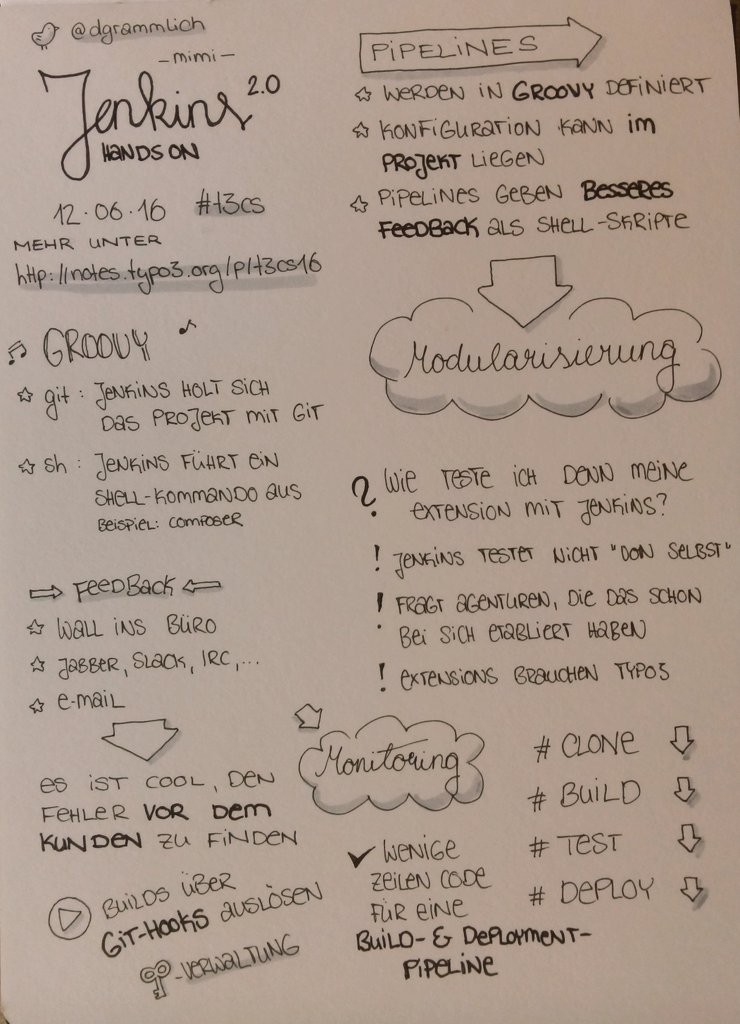 @dgrammlich
- mimi -
Jenkins 2.0
HANDS ON
12.06.16 #t3cs
MEHR UNTER
http://notes.typo3.org/p/t3cs16
GROOVY
git: JENKINS HOLT SICH
DAS PROJEKT MIT GIT
sh: JENKINS FÜHRT EIN
SHELL-KOMMANDO AUS
BEISPIEL: COMPOSER
FEEDBACK
WALL INS BÜRO
JABBER, SLACK, IRC, ...
E-MAIL
ES IST COOL, DEN
FEHLER VOR DEM
KUNDEN ZU FINDEN
BUILDS ÜBER
GIT-HOOKS AUSLÖSEN
-VERWALTUNG
PIPELINES
WERDEN IN GROOVY DEFINIERT
KONFIGURATION KANN IM
PROJEKT LIEGEN
PIPELINES GEBEN BESSERES
FEEDBACK ALS SHELL-SKRIPTE
Modularisierung
? WIE TESTE ICH DENN MEINE
EXTENSION MIT JENKINS?
! JENKINS TESTET NICHT "DON SELBST"
! FRAGT AGENTUREN, DIE DAS SCHON
BEI SICH ETABLIERT HABEN
! EXTENSIONS BRAUCHEN TYPO3
Monitoring
WENIGE
ZEILEN CODE
FÜR EINE
BUILD- & DEPLOYMENT-
PIPELINE
# CLONE
# BUILD
# TEST
# DEPLOY